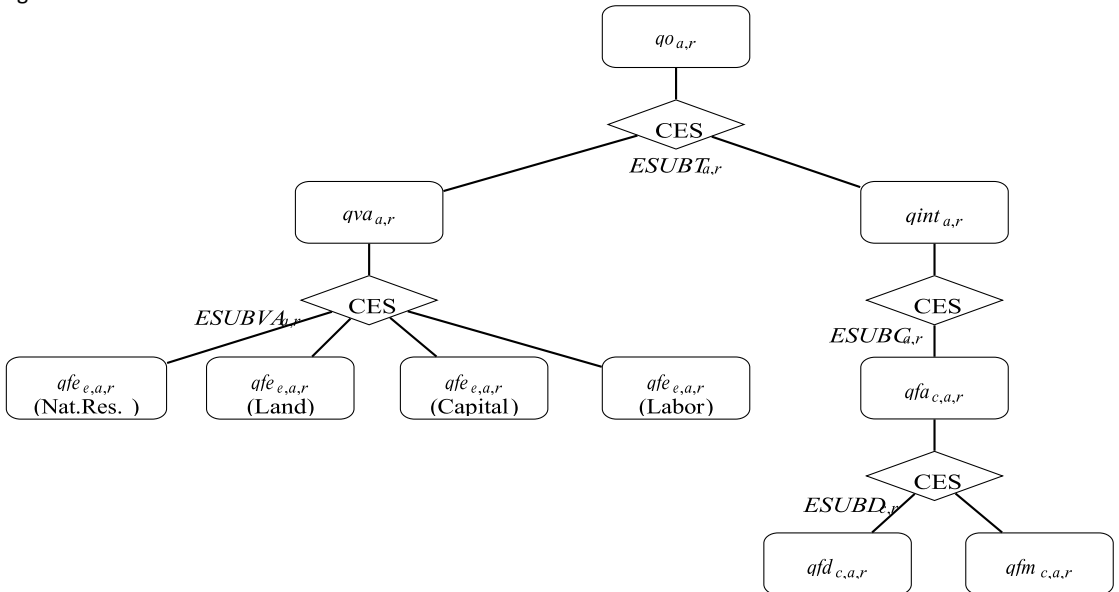 qo a,r
CES
ESUBT a,r
qva a,r
qint a,r
CES
CES
ESUBVA a,r
ESUBC a,r
qfe e,a,r
(Nat.Res. )
qfe e,a,r
(Land)
qfe e,a,r
(Capital)
qfe e,a,r
(Labor)
qfa c,a,r
CES
ESUBD c,r
qfd c,a,r
qfm c,a,r